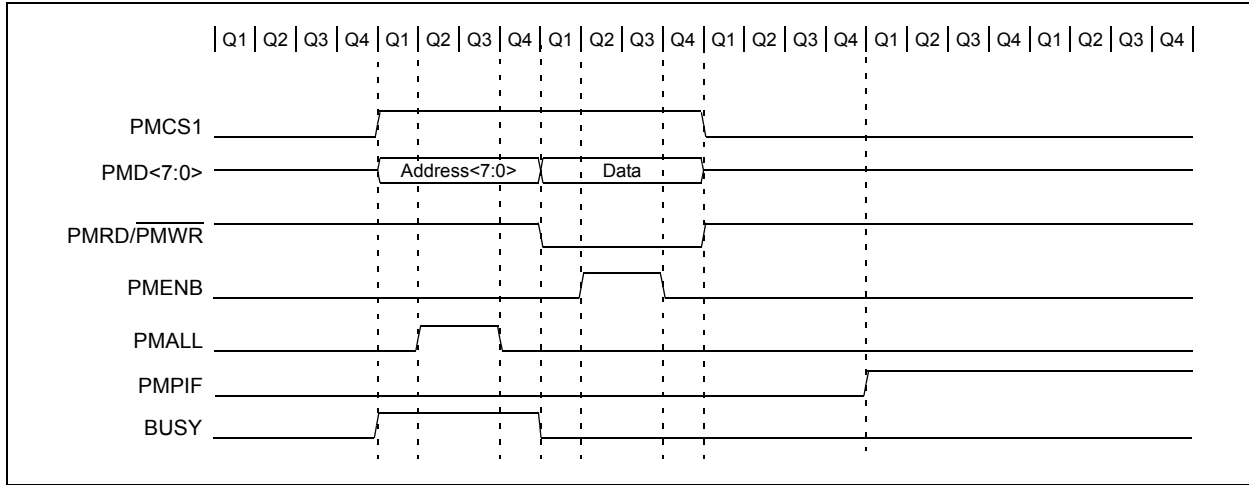 Q1 Q2 Q3 Q4 Q1 Q2 Q3 Q4 Q1 Q2 Q3 Q4 Q1 Q2 Q3 Q4 Q1 Q2 Q3 Q4 Q1 Q2 Q3 Q4
PMCS1
PMD<7:0> Address<7:0> Data
PMRD/PMWR
PMENB
PMALL
PMPIF
BUSY